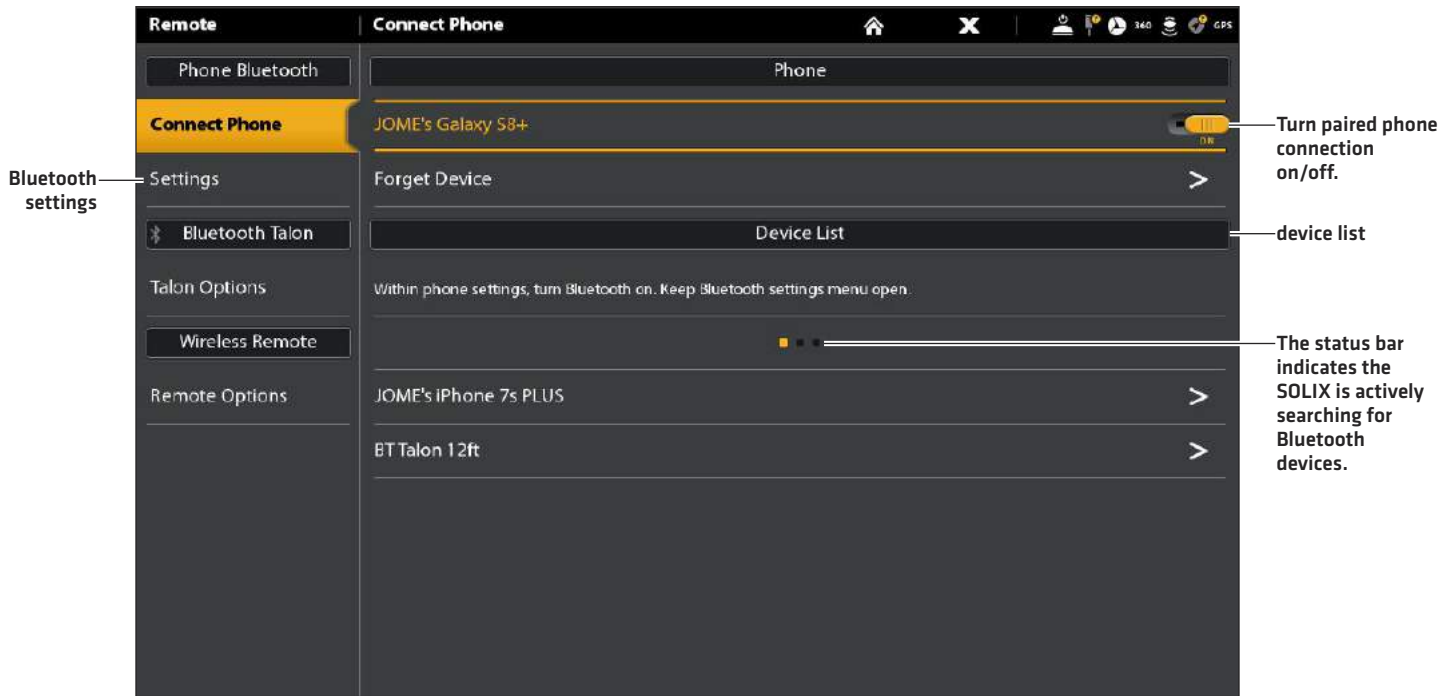 Remote
Connect Phone
360
GPS
Phone Bluetooth
Phone
Connect Phone
JOME's Galaxy S8+
ON
Turn paired phone
connection
on/off.
Bluetooth
settings
Settings
Forget Device
>
Bluetooth Talon
Device List
device list
Talon Options
Within phone settings, turn Bluetooth on. Keep Bluetooth settings menu open.
Wireless Remote
The status bar
indicates the
SOLIX is actively
searching for
Bluetooth
devices.
Remote Options
JOME's iPhone 7s PLUS
>
BT Talon 12ft
>